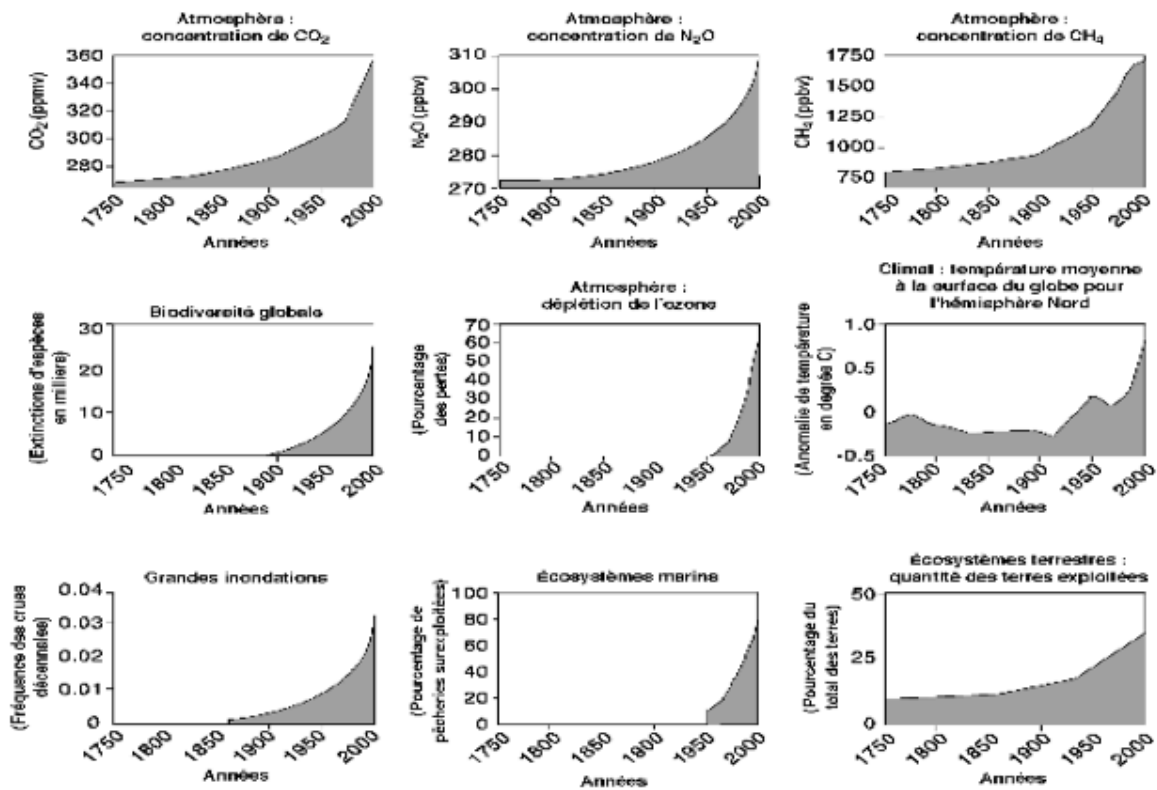 Atmosphère :
concentration de CO₂
CO₂ (ppmv)
360
340
320
300
280
1750
1800
1850
1900
1950
2000
Années
Atmosphère :
concentration de N₂O
N₂O (ppbv)
310
300
290
280
270
1750
1800
1850
1900
1950
2000
Années
Atmosphère :
concentration de CH₄
CH₄ (ppbv)
1750
1500
1250
1000
750
1750
1800
1850
1900
1950
2000
Années
Biodiversité globale
(Extinctions d'espèces
en milliers)
30
20
10
0
1750
1800
1850
1900
1950
2000
Années
Atmosphère :
déplétion de l'ozone
(Pourcentage
des pertes)
70
60
50
40
30
20
10
0
1750
1800
1850
1900
1950
2000
Années
Climat : température moyenne
à la surface du globe pour
l'hémisphère Nord
(Anomalie de température
en degrée C)
1.0
0.5
0
-0.5
1750
1800
1850
1900
1950
2000
Années
Grandes inondations
(Fréquence des crues
décennales)
0.04
0.03
0.02
0.01
0
1750
1800
1850
1900
1950
2000
Années
Écosystèmes marins
(Pourcentage de
pêcheries surexploitées)
100
80
60
40
20
0
1750
1800
1850
1900
1950
2000
Années
Écosystèmes terrestres :
quantité des terres exploitées
(Pourcentage du
total des terres)
50
25
0
1750
1800
1850
1900
1950
2000
Années